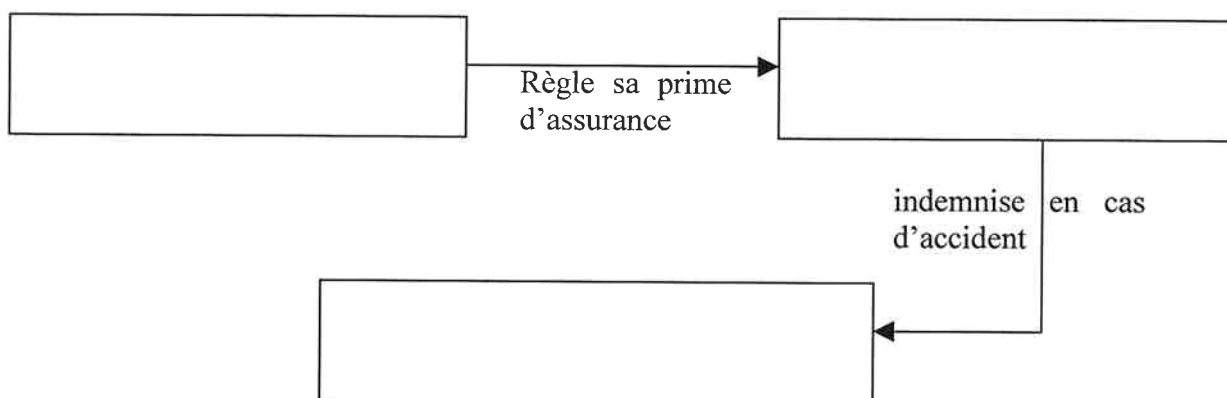 Règle sa prime
d'assurance
indemnise en cas
d'accident